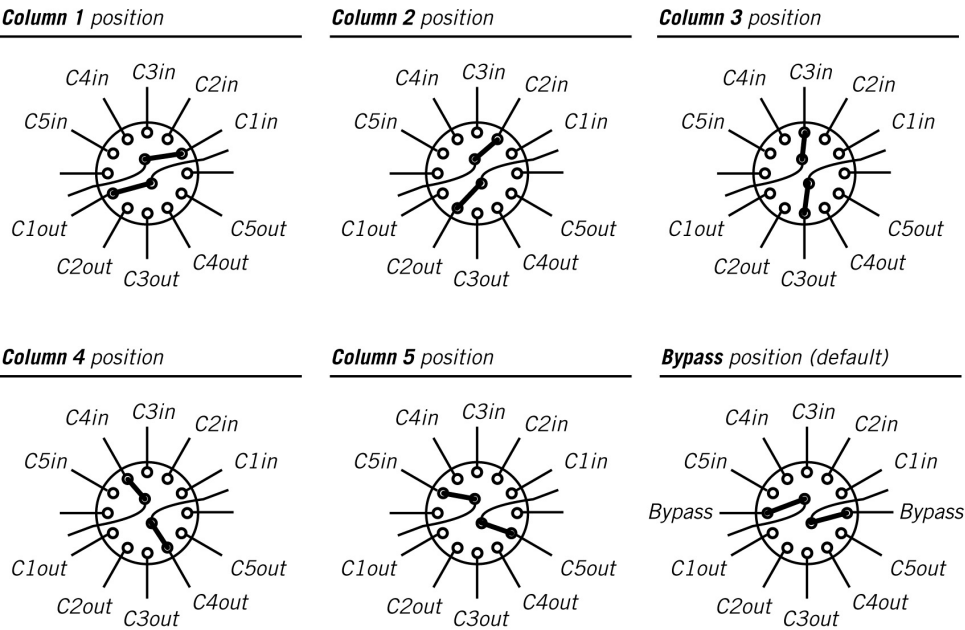 Column 1 position
C4in
C3in
C2in
C5in
C1in
C1out
C5out
C2out
C3out
C4out
Column 2 position
C4in
C3in
C2in
C5in
C1in
C1out
C5out
C2out
C3out
C4out
Column 3 position
C4in
C3in
C2in
C5in
C1in
C1out
C5out
C2out
C3out
C4out
Column 4 position
C4in
C3in
C2in
C5in
C1in
C1out
C5out
C2out
C3out
C4out
Column 5 position
C4in
C3in
C2in
C5in
C1in
C1out
C5out
C2out
C3out
C4out
Bypass position (default)
C4in
C3in
C2in
C5in
C1in
Bypass
Bypass
C1out
C5out
C2out
C3out
C4out